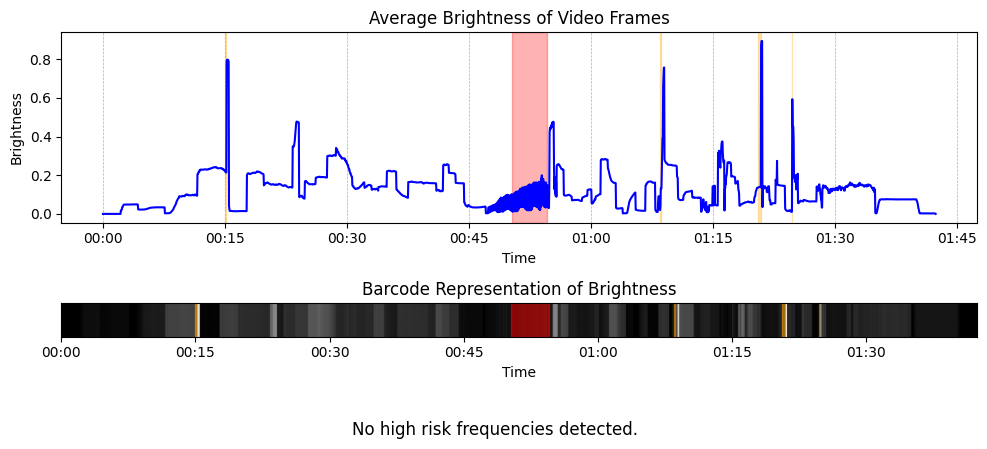 Average Brightness of Video Frames
Brightness
0.8
0.6
0.4
0.2
0.0
00:00 00:15 00:30 00:45 01:00 01:15 01:30 01:45
Time
Barcode Representation of Brightness
00:00 00:15 00:30 00:45 01:00 01:15 01:30
Time
No high risk frequencies detected.